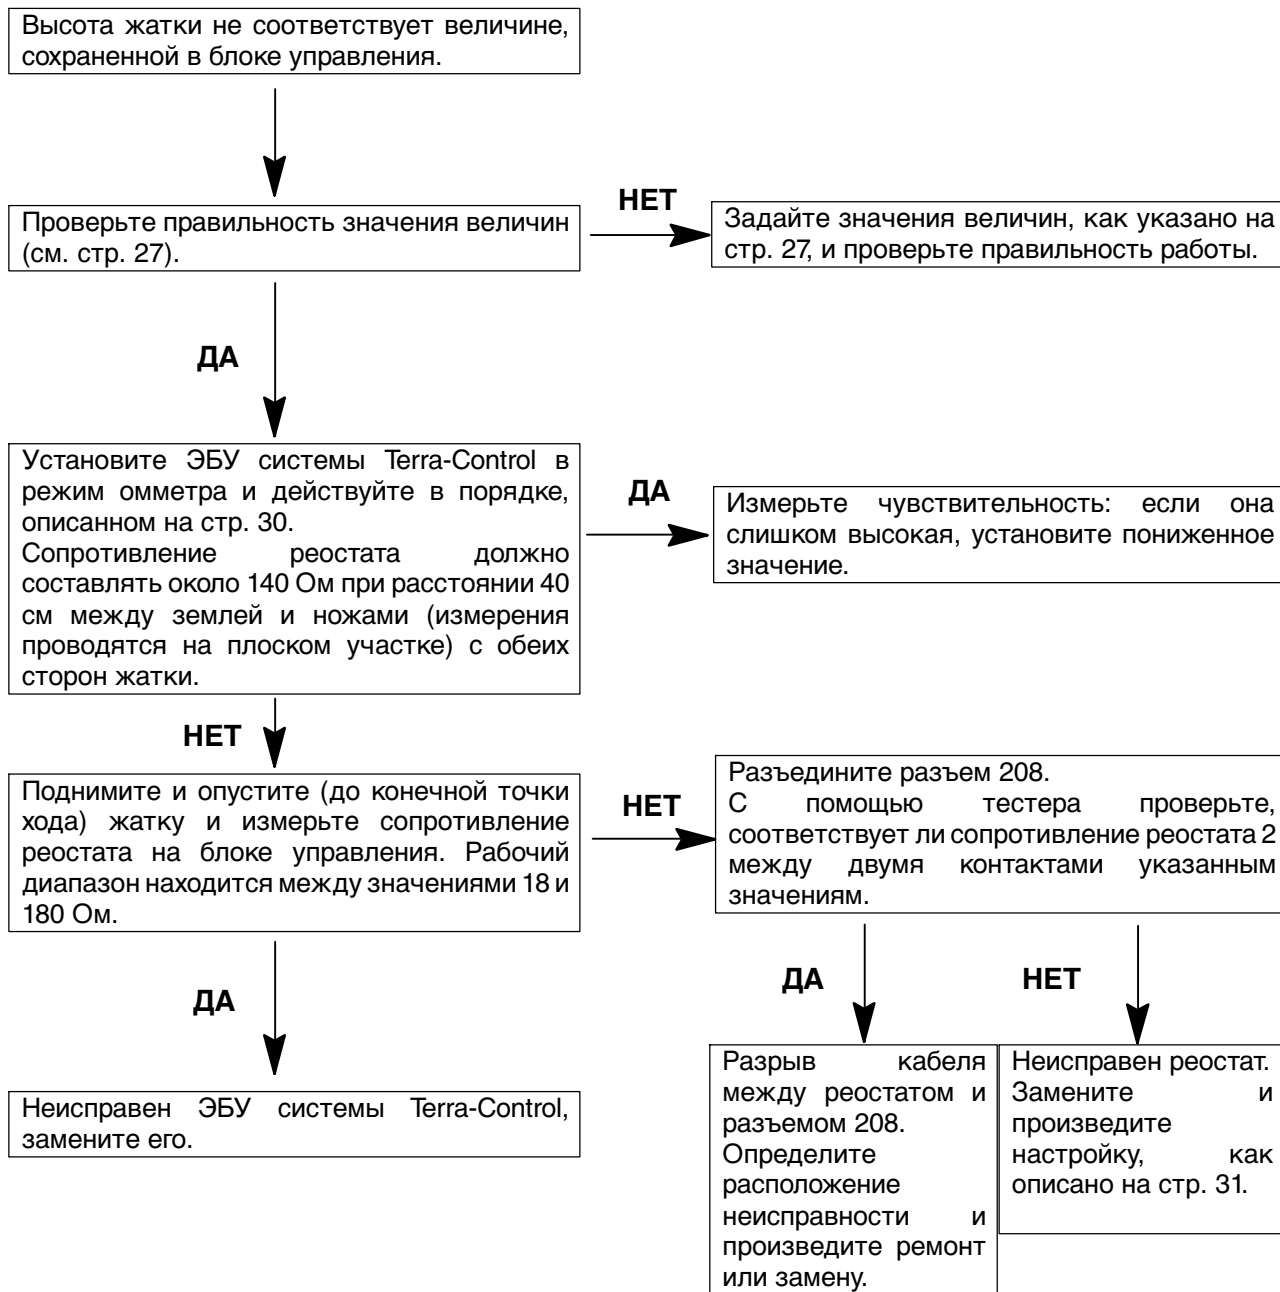 Высота жатки не соответствует величине,
сохраненной в блоке управления.
Проверьте правильность значения величин
(см. стр. 27).
НЕТ
Задайте значения величин, как указано на
стр. 27, и проверьте правильность работы.
ДА
Установите ЭБУ системы Terra-Control в
режим омметра и действуйте в порядке,
описанном на стр. 30.
Сопротивление реостата должно
составлять около 140 Ом при расстоянии 40
см между землей и ножами (измерения
проводятся на плоском участке) с обеих
сторон жатки.
ДА
Измерьте чувствительность: если она
слишком высокая, установите пониженное
значение.
НЕТ
Поднимите и опустите (до конечной точки
хода) жатку и измерьте сопротивление
реостата на блоке управления. Рабочий
диапазон находится между значениями 18 и
180 Ом.
НЕТ
Разъедините разъем 208.
С помощью тестера проверьте,
соответствует ли сопротивление реостата 2
между двумя контактами указанным
значениям.
ДА
Неисправен ЭБУ системы Terra-Control,
замените его.
ДА
Разрыв кабеля
между реостатом и
разъемом 208.
Определите
расположение
неисправности и
произведите ремонт
или замену.
НЕТ
Неисправен реостат.
Замените и
произведите
настройку, как
описано на стр. 31.